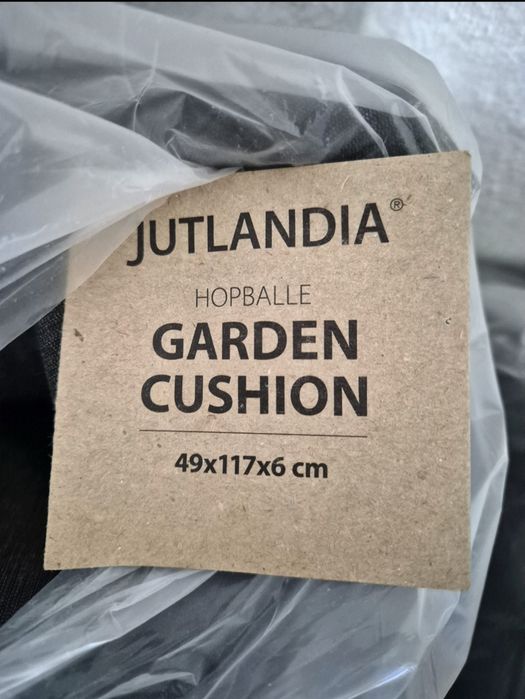 JUTLANDIA®
HOPBALLE
GARDEN
CUSHION
49x117x6 cm